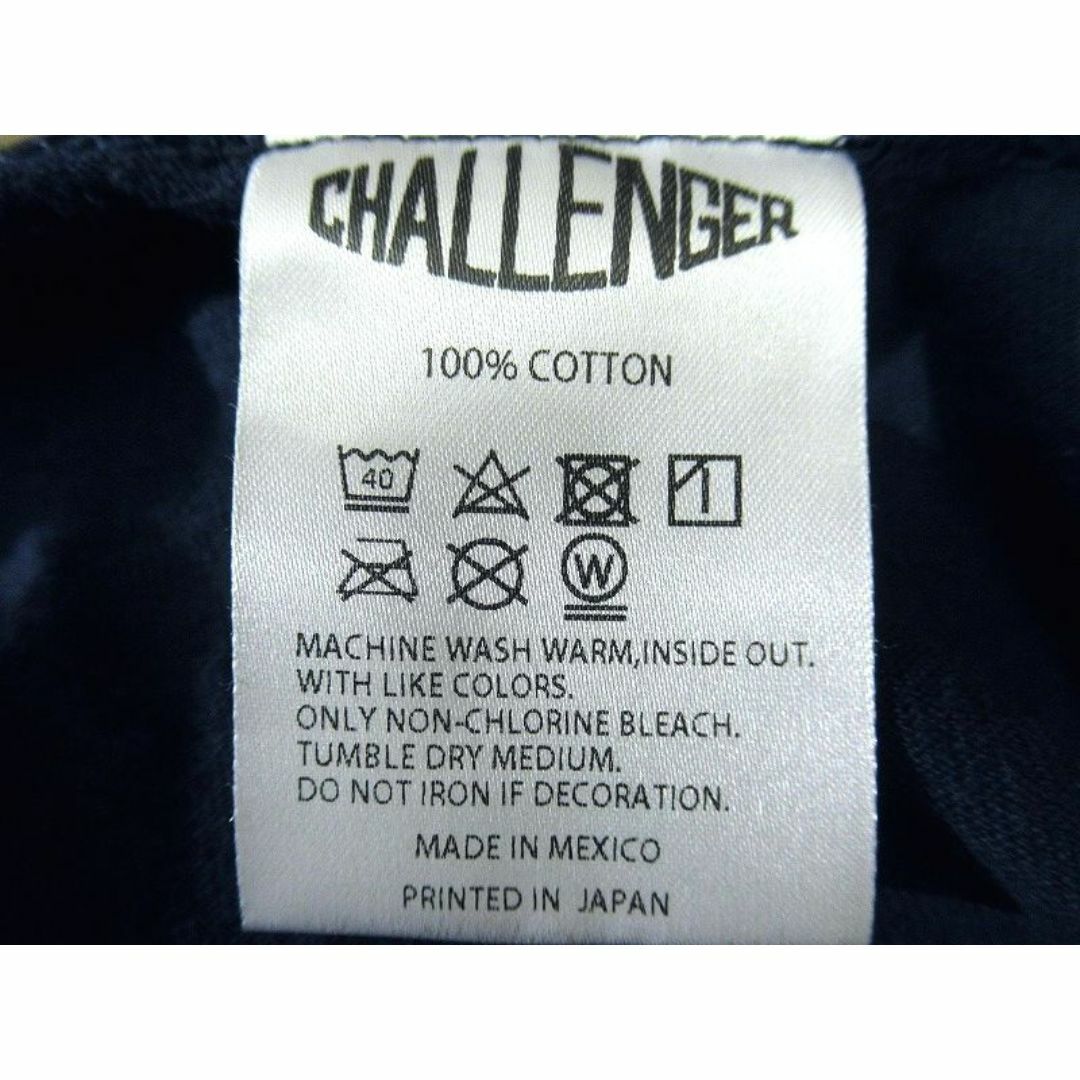 CHALLENGER
100% COTTON
40
W
MACHINE WASH WARM,INSIDE OUT.
WITH LIKE COLORS.
ONLY NON-CHLORINE BLEACH.
TUMBLE DRY MEDIUM.
DO NOT IRON IF DECORATION.
MADE IN MEXICO
PRINTED IN JAPAN